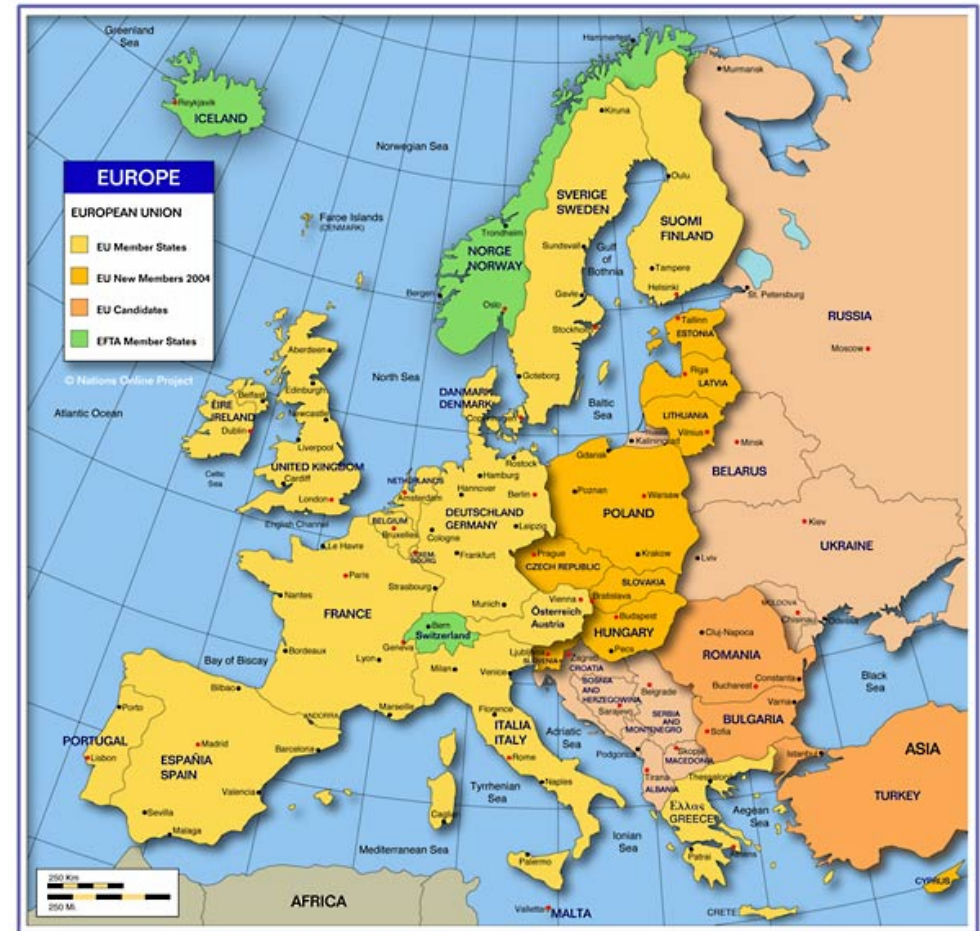 Greenland
Sea
Hammerfest
Murmansk
Reykjavik
ICELAND
Kiruna
Norwegian Sea
EUROPE
EUROPEAN UNION
EU Member States
EU New Members 2004
EU Candidates
EFTA Member States
© Nations Online Project
Oulu
SVERIGE
SWEDEN
SUOMI
FINLAND
Faroe Islands
(DENMARK)
Trondheim
NORGE
NORWAY
Sundsvall
Gulf
of
Bothnia
Tampere
Helsinki
Bergen
Oslo
Gavle
St. Petersburg
Stockholm
Tallinn
ESTONIA
RUSSIA
Moscow
Aberdeen
North Sea
Goteborg
Riga
LATVIA
Edinburgh
Belfast
DANMARK
DENMARK
Baltic
Sea
LITHUANIA
Vilnius
Atlantic Ocean
ÉIRE
IRELAND
Newcastle
Dublin
Liverpool
Kaliningrad
Minsk
Gdansk
BELARUS
Celtic
Sea
UNITED KINGDOM
Cardiff
London
Rostock
Hamburg
NETHERLANDS
Amsterdam
Hannover
Berlin
Poznan
Warsaw
POLAND
English Channel
BELGIUM
Bruxelles
DEUTSCHLAND
GERMANY
Leipzig
Cologne
Kiev
UKRAINE
Le Havre
LUXEM-
BOURG
Frankfurt
Prague
CZECH REPUBLIC
Krakow
Lviv
Paris
Strasbourg
SLOVAKIA
Nantes
FRANCE
Munich
Vienna
Bratislava
Österreich
Austria
Budapest
HUNGARY
MOLDOVA
Chisinau
Odessa
Bern
Switzerland
Geneva
Cluj-Napoca
ROMANIA
Bay of Biscay
Bordeaux
Lyon
Milan
Venice
Ljubljana
SLOVENIA
Zagreb
CROATIA
Pecs
Bilbao
BOSNIA
AND
HERZEGOWINA
Sarajevo
Belgrade
Bucharest
Constanta
Black
Sea
Porto
ANDORRA
Marseille
Florence
SERBIA
AND
MONTENEGRO
Varna
BULGARIA
Sofia
PORTUGAL
Lisbon
Madrid
ESPAÑIA
SPAIN
Barcelona
ITALIA
ITALY
Rome
Adriatic
Sea
Podgorica
Skopje
MACEDONIA
Istanbul
ASIA
Valencia
Tyrrhenian
Sea
Naples
Tirana
ALBANIA
Thessaloniki
TURKEY
Sevilla
Malaga
Cagliari
Ελλας
GREECE
Aegean
Sea
Mediterranean Sea
Palermo
Ionian
Sea
Patrai
Athens
250 Km
250 Mi.
AFRICA
Valletta
MALTA
CRETE
CYPRUS